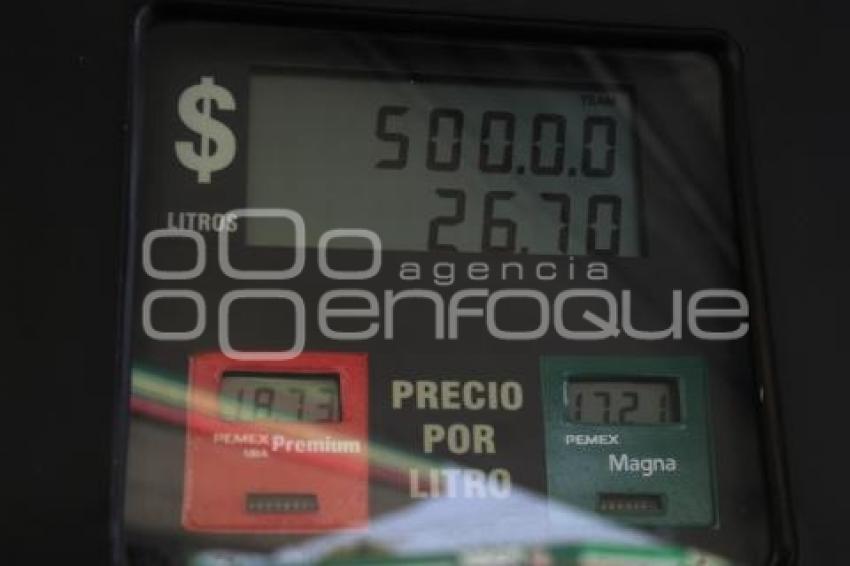 $ 500.0.0
LITROS 26.70
agencia
enfoque
18.73
PEMEX Premium
PRECIO
POR
LITRO
17.21
PEMEX
Magna